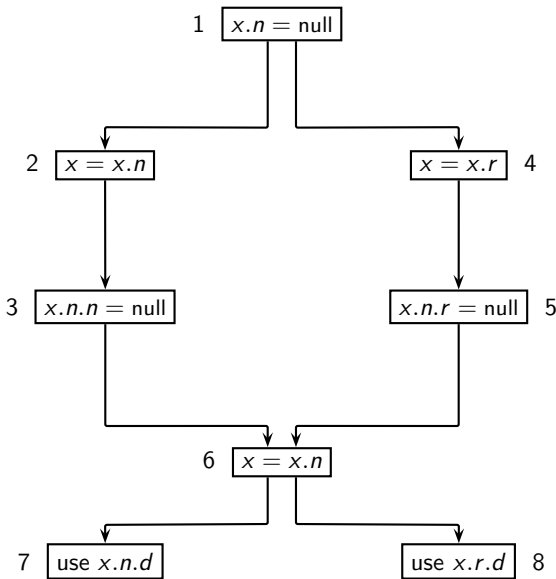 1 x.n = null
2 x = x.n
x = x.r 4
3 x.n.n = null
x.n.r = null 5
6 x = x.n
7 use x.n.d
use x.r.d 8